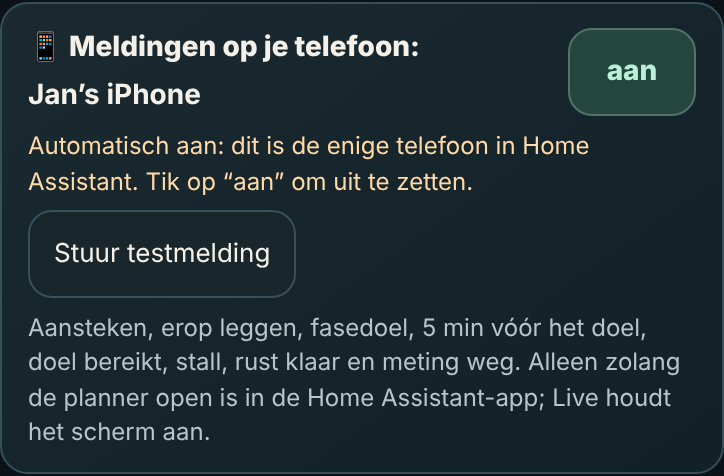 Meldingen op je telefoon:
Jan’s iPhone
aan
Automatisch aan: dit is de enige telefoon in Home
Assistant. Tik op “aan” om uit te zetten.
Stuur testmelding
Aansteken, erop leggen, fasedoel, 5 min vóór het doel,
doel bereikt, stall, rust klaar en meting weg. Alleen zolang
de planner open is in de Home Assistant-app; Live houdt
het scherm aan.